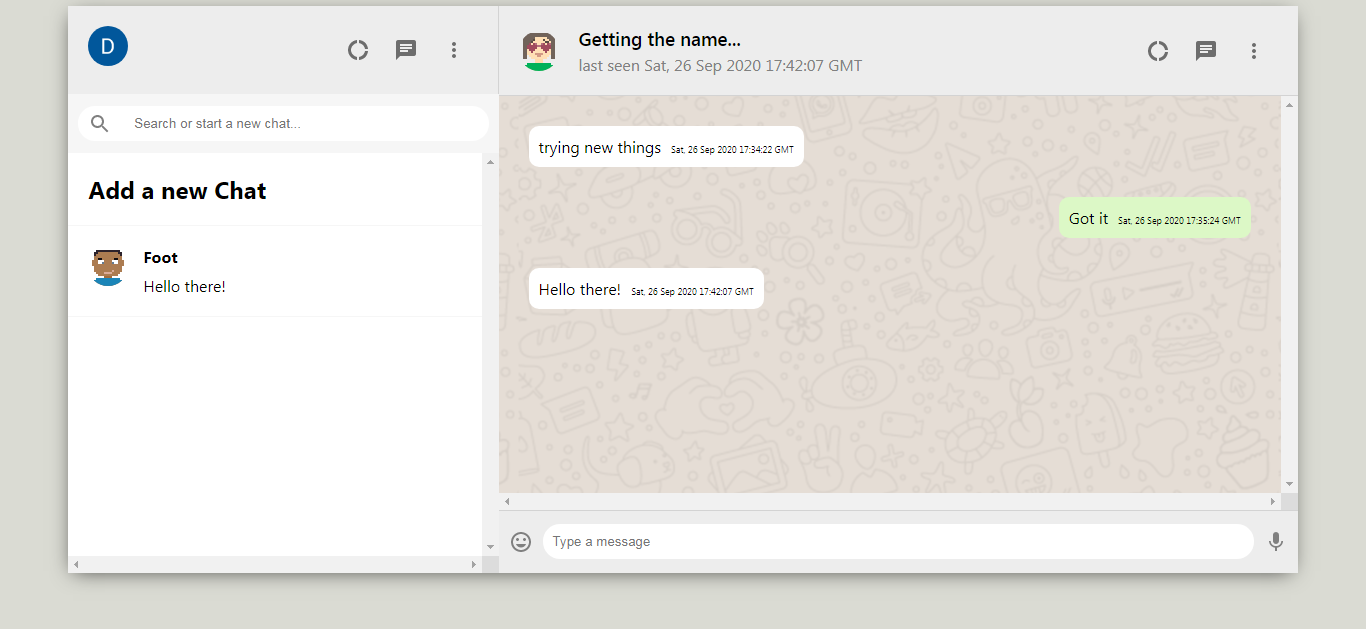 D
Search or start a new chat...
Add a new Chat
Foot
Hello there!
Getting the name...
last seen Sat, 26 Sep 2020 17:42:07 GMT
trying new things Sat, 26 Sep 2020 17:34:22 GMT
Got it Sat, 26 Sep 2020 17:35:24 GMT
Hello there! Sat, 26 Sep 2020 17:42:07 GMT
Type a message